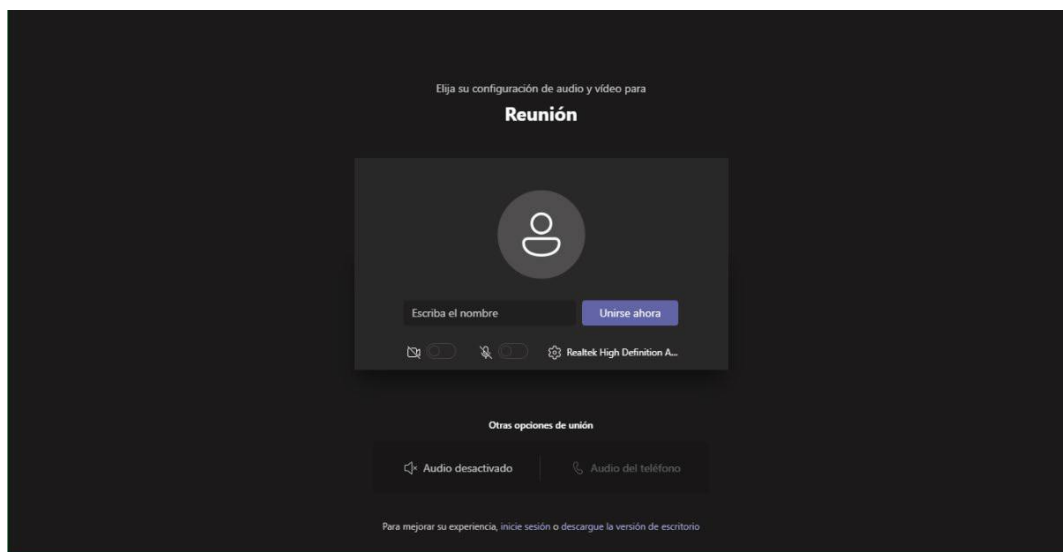 Elija su configuración de audio y vídeo para
Reunión
Escriba el nombre
Unirse ahora
Realtek High Definition A...
Otras opciones de unión
Audio desactivado
Audio del teléfono
Para mejorar su experiencia, inicie sesión o descargue la versión de escritorio